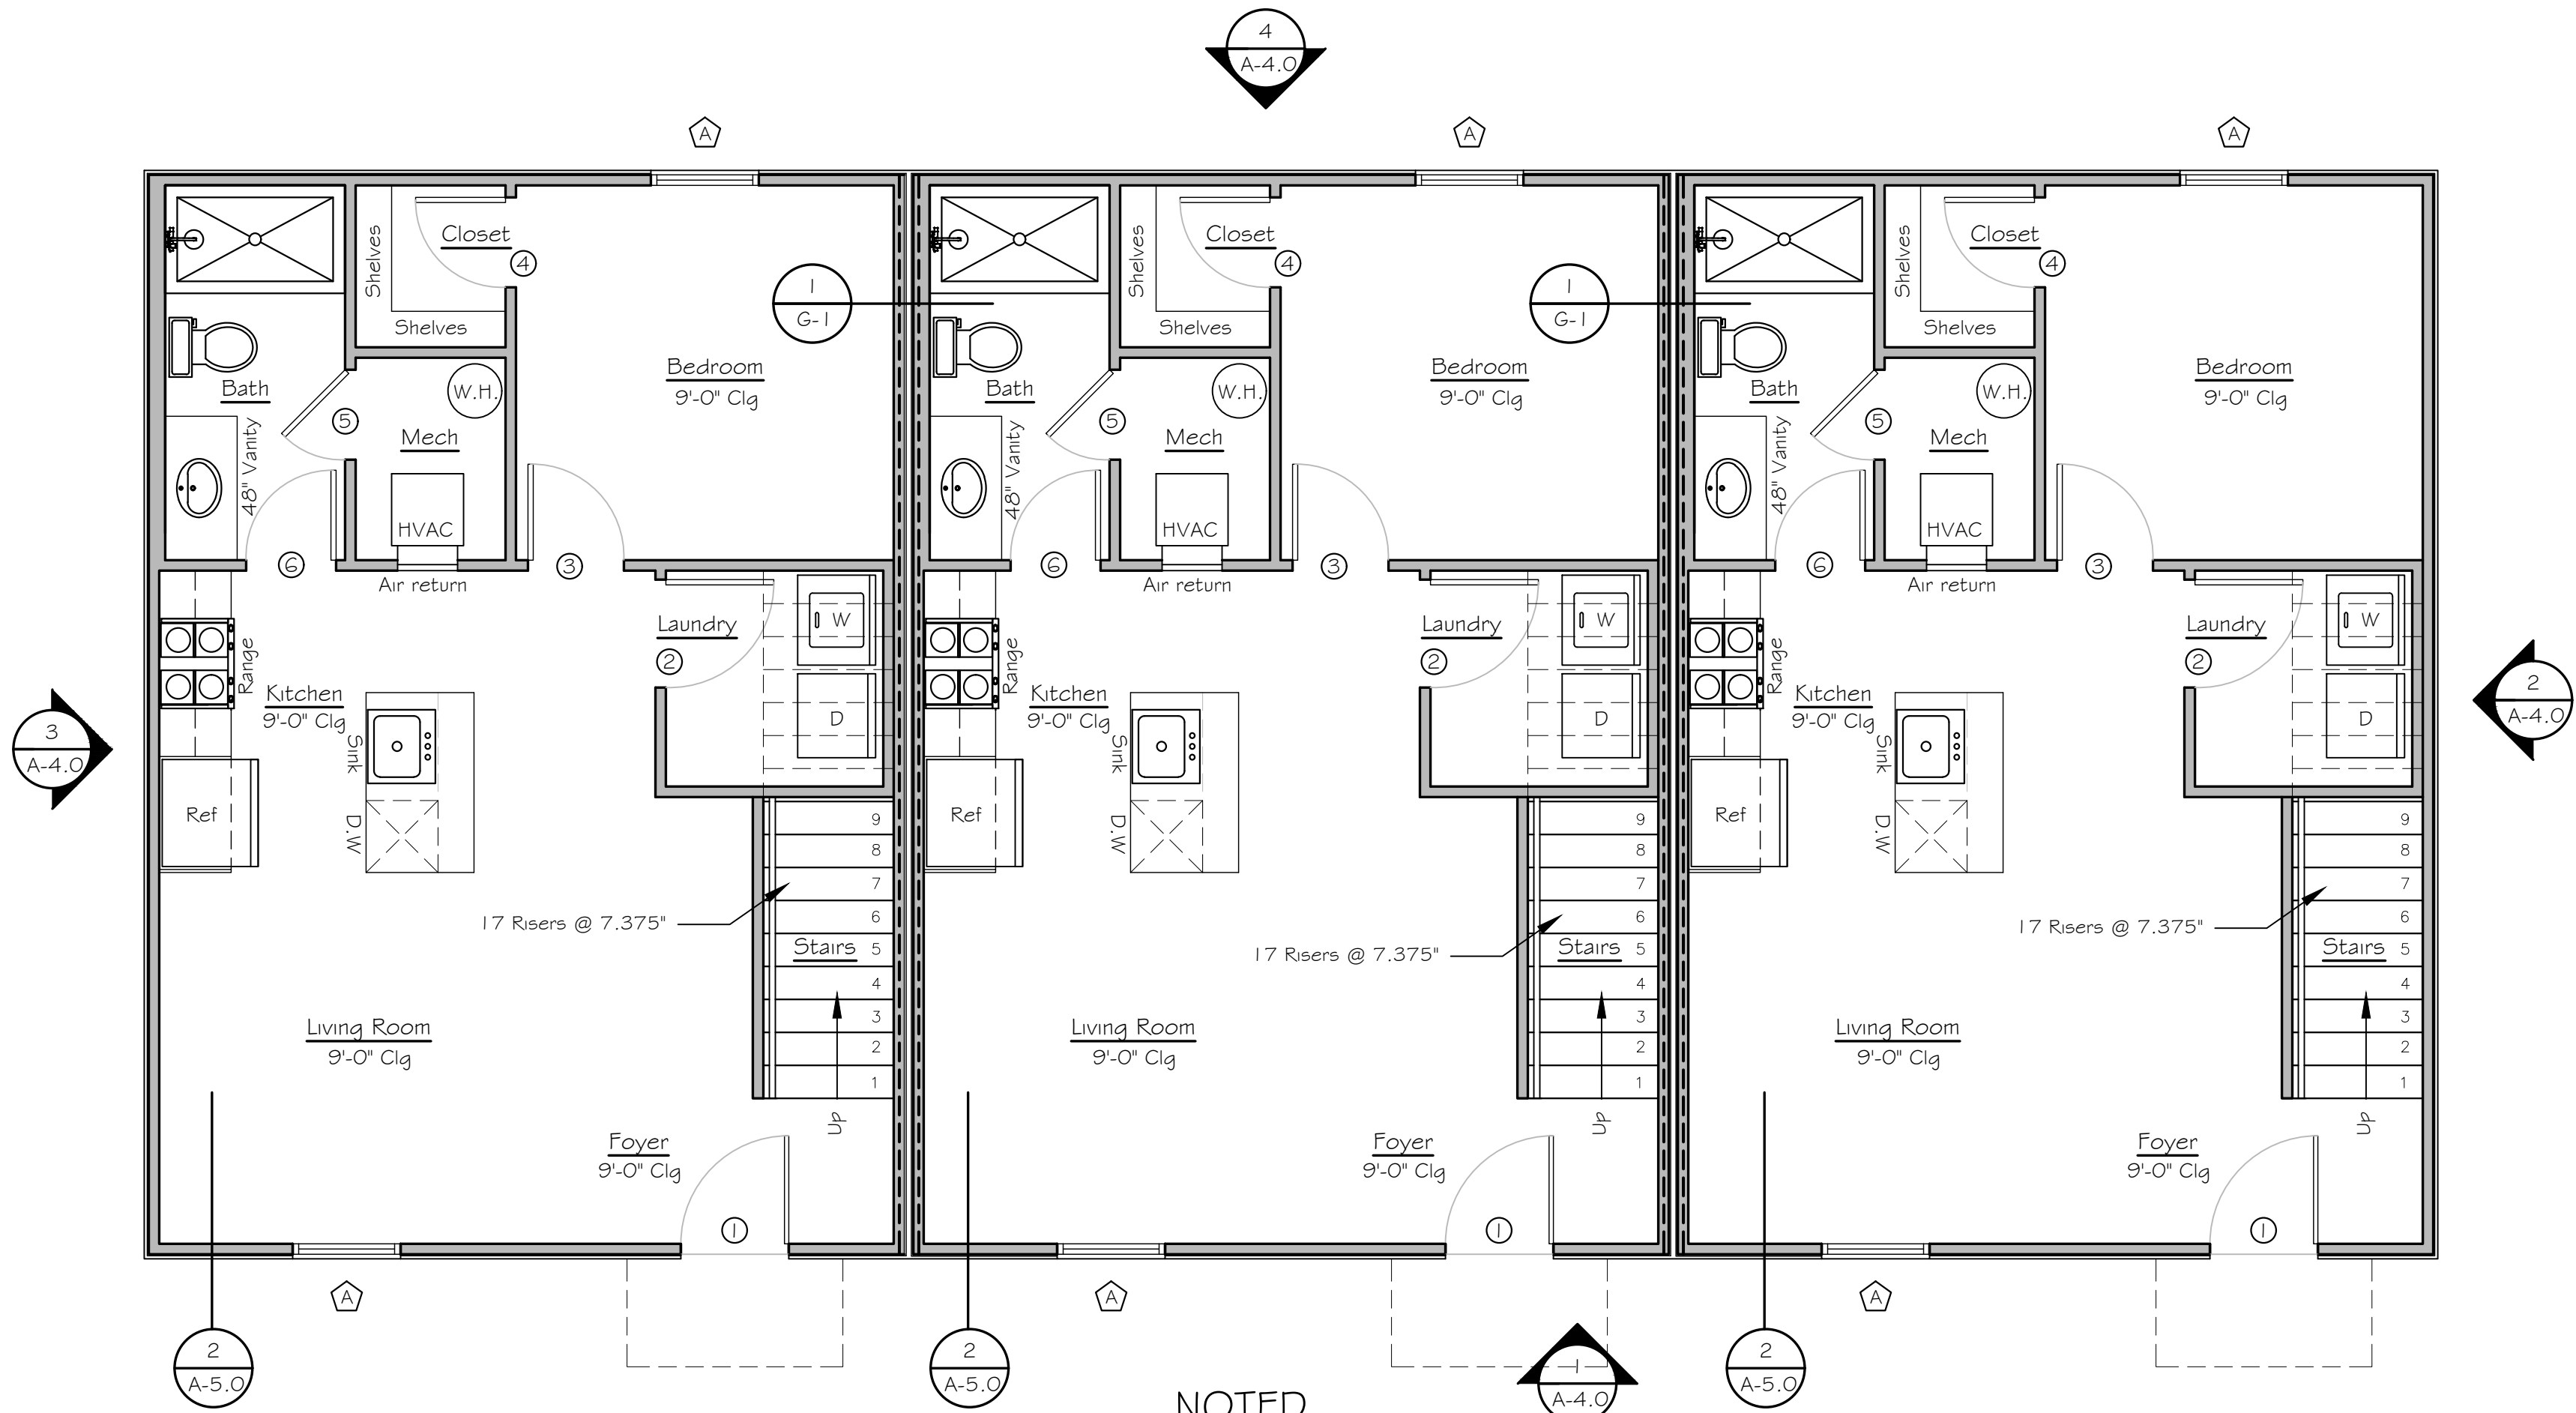 4
A-4.0
A
A
A
Closet
4
Shelves
Shelves
Closet
4
Shelves
Shelves
Closet
4
Shelves
Shelves
1
G-1
1
G-1
Bedroom
9'-0" Clg
Bedroom
9'-0" Clg
Bedroom
9'-0" Clg
Bath
W.H.
5
Mech
48" Vanity
HVAC
Bath
W.H.
5
Mech
48" Vanity
HVAC
Bath
W.H.
5
Mech
48" Vanity
HVAC
6
Air return
3
6
Air return
3
6
Air return
3
Laundry
W
2
D
Laundry
W
2
D
Laundry
W
2
D
Range
Kitchen
9'-0" Clg
Sink
D.W
Ref
Range
Kitchen
9'-0" Clg
Sink
D.W
Ref
Range
Kitchen
9'-0" Clg
Sink
D.W
Ref
3
A-4.0
2
A-4.0
17 Risers @ 7.375"
9
8
7
6
Stairs
5
4
3
2
1
Up
17 Risers @ 7.375"
9
8
7
6
Stairs
5
4
3
2
1
Up
17 Risers @ 7.375"
9
8
7
6
Stairs
5
4
3
2
1
Up
Living Room
9'-0" Clg
Living Room
9'-0" Clg
Living Room
9'-0" Clg
Foyer
9'-0" Clg
1
Foyer
9'-0" Clg
1
Foyer
9'-0" Clg
1
A
A
A
2
A-5.0
2
A-5.0
1
A-4.0
2
A-5.0
NOTED